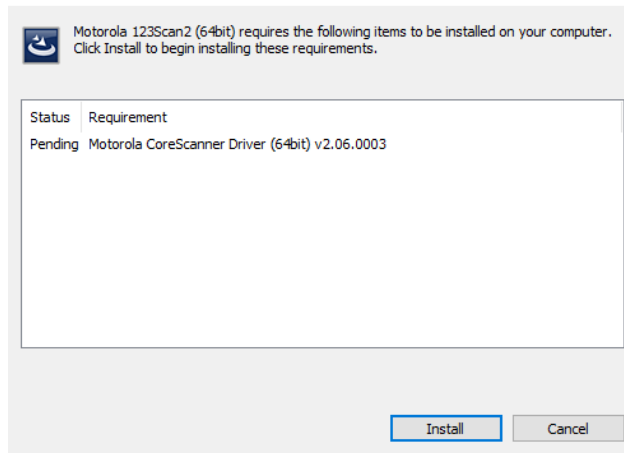 Motorola 123Scan2 (64bit) requires the following items to be installed on your computer.
Click Install to begin installing these requirements.
Status Requirement
Pending Motorola CoreScanner Driver (64bit) v2.06.0003
Install Cancel